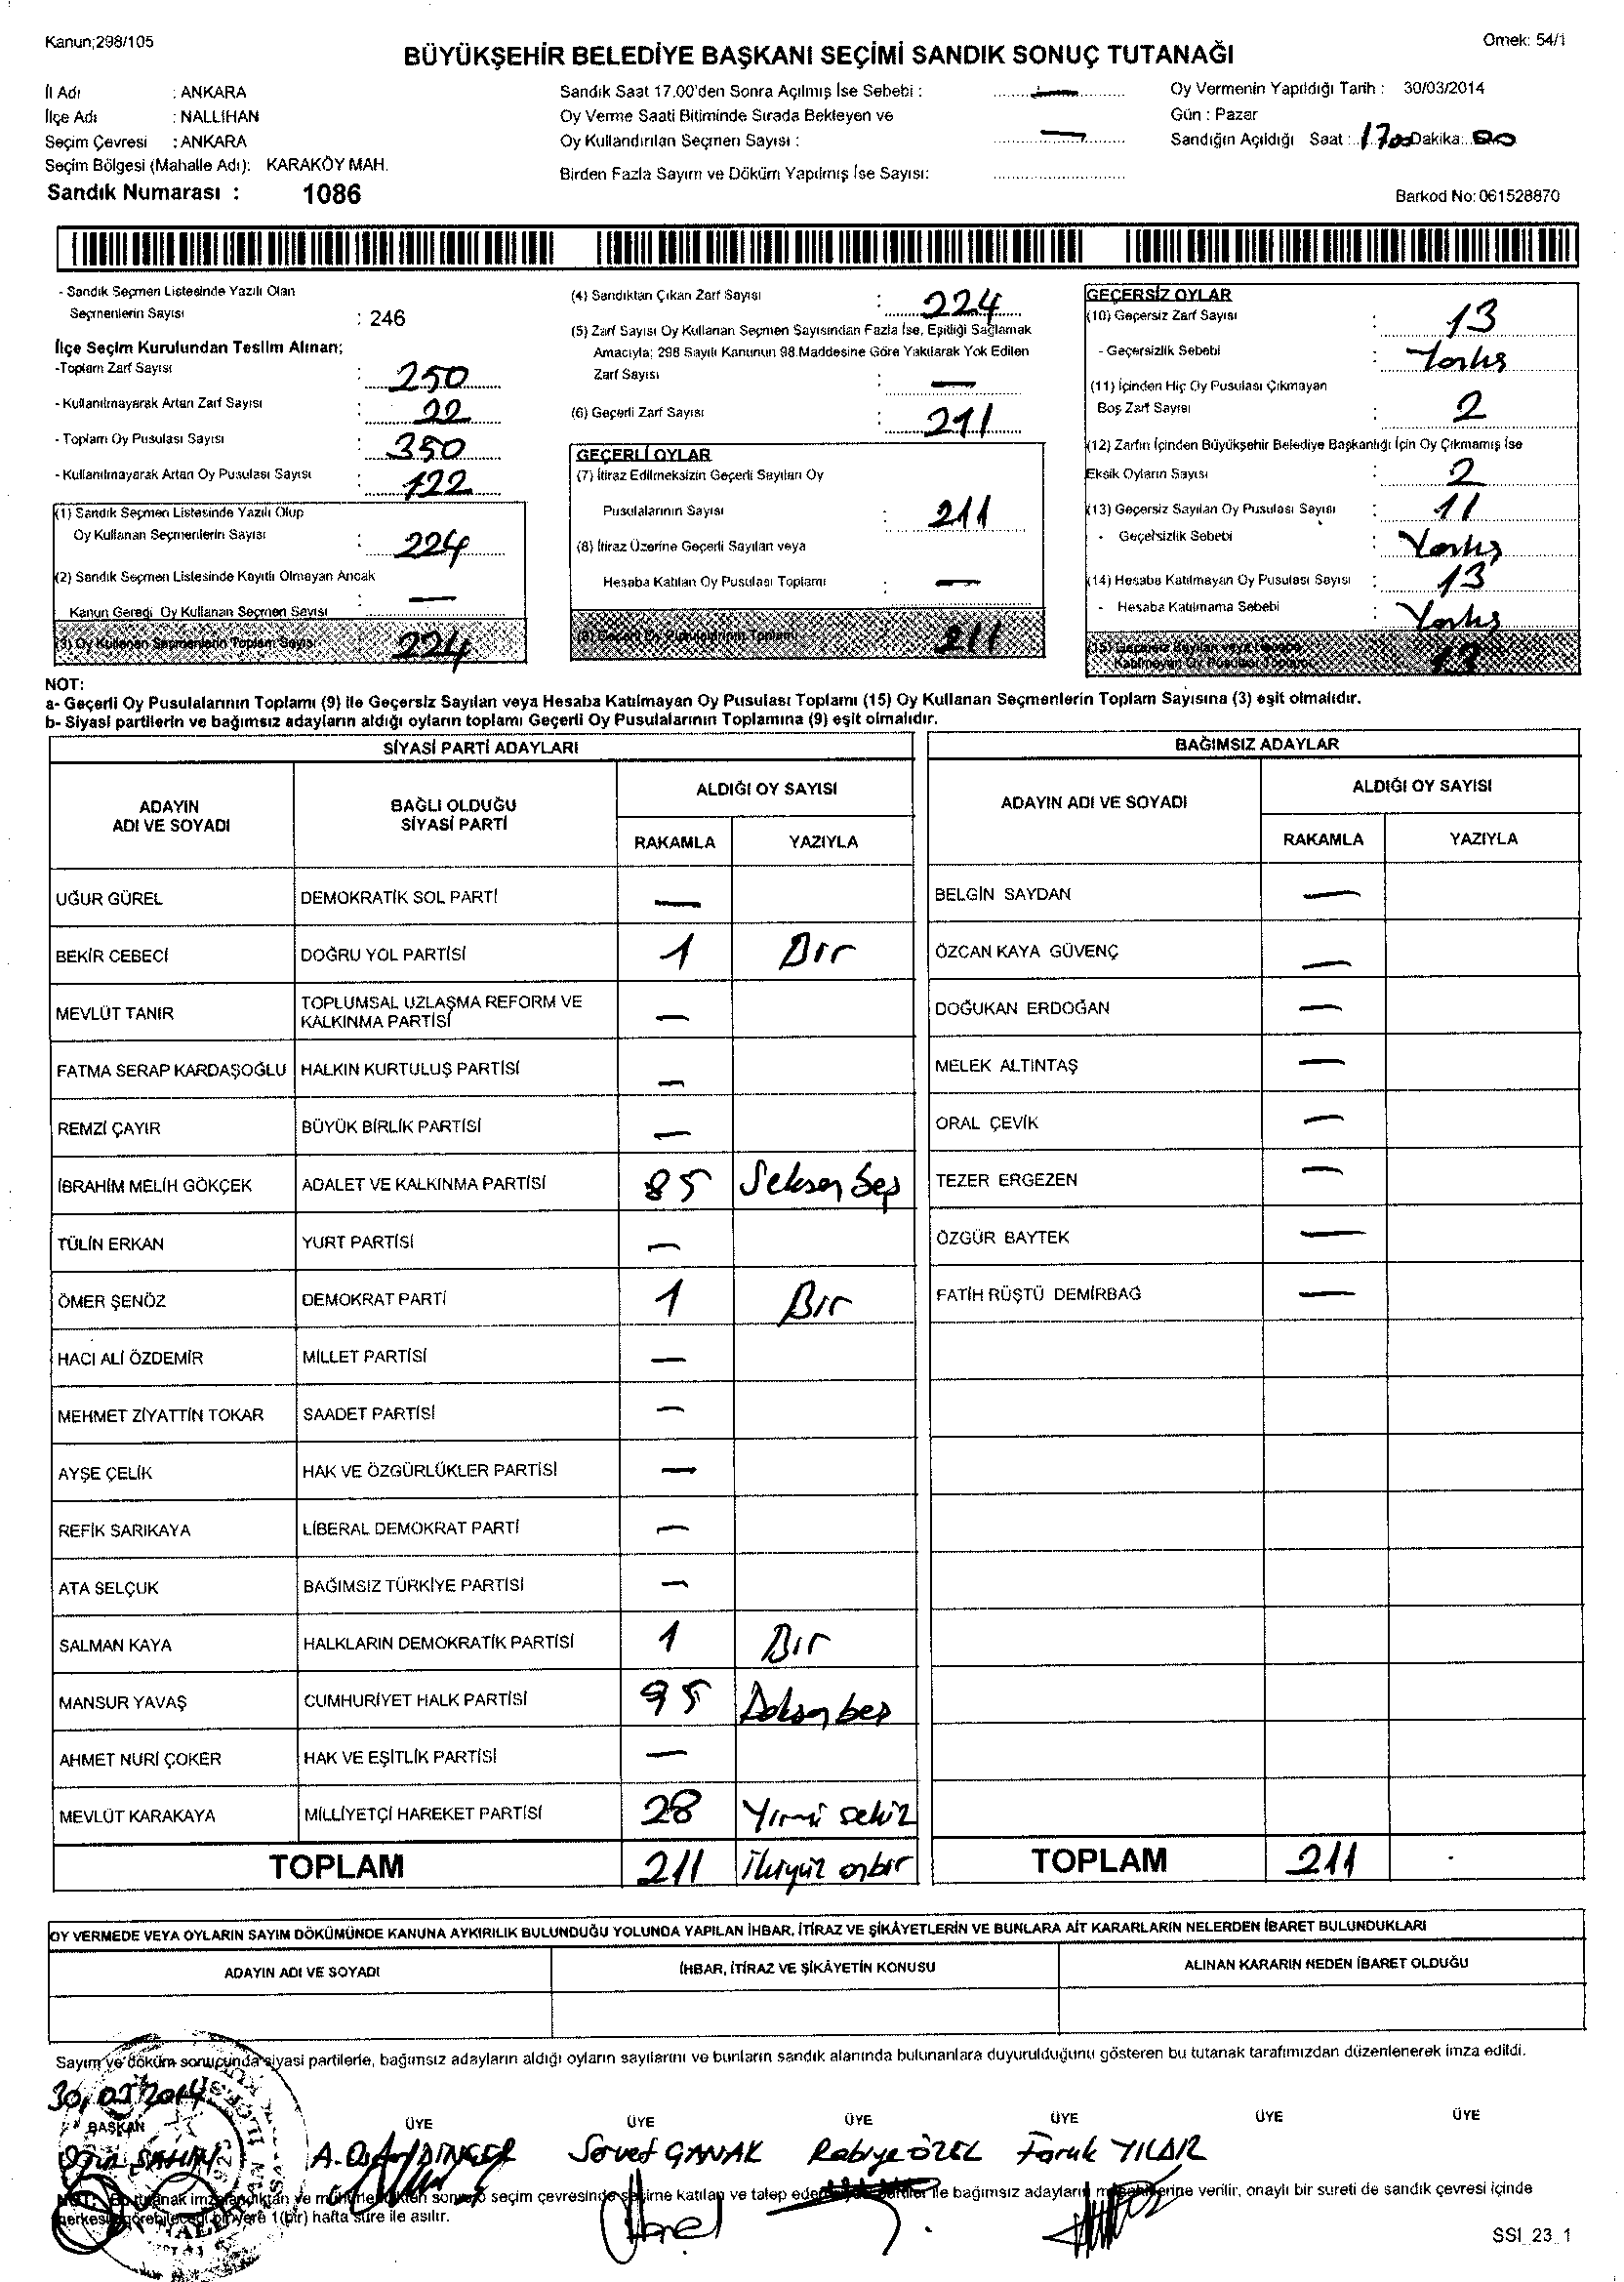 Kanun;298/105
Örnek: 54/1
BÜYÜKŞEHİR BELEDİYE BAŞKANI SEÇİMİ SANDIK SONUÇ TUTANAĞI
İl Adı : ANKARA
İlçe Adı : NALLIHAN
Seçim Çevresi : ANKARA
Seçim Bölgesi (Mahalle Adı): KARAKÖY MAH.
Sandık Numarası : 1086
Sandık Saat 17.00'den Sonra Açılmış İse Sebebi : —
Oy Verme Saati Bitiminde Sırada Bekleyen ve
Oy Kullandırılan Seçmen Sayısı : —
Birden Fazla Sayım ve Döküm Yapılmış İse Sayısı:
Oy Vermenin Yapıldığı Tarih : 30/03/2014
Gün : Pazar
Sandığın Açıldığı Saat : 1700 Dakika: 00
Barkod No: 061528870
- Sandık Seçmen Listesinde Yazılı Olan
Seçmenlerin Sayısı : 246
İlçe Seçim Kurulundan Teslim Alınan;
-Toplam Zarf Sayısı : 250
- Kullanılmayarak Artan Zarf Sayısı : 22
- Toplam Oy Pusulası Sayısı : 350
- Kullanılmayarak Artan Oy Pusulası Sayısı : 122
(1) Sandık Seçmen Listesinde Yazılı Olup
Oy Kullanan Seçmenlerin Sayısı : 224
(2) Sandık Seçmen Listesinde Kayıtlı Olmayan Ancak
Kanun Gereği Oy Kullanan Seçmen Sayısı : —
(3) Oy Kullanan Seçmenlerin Toplam Sayısı 224
(4) Sandıktan Çıkan Zarf Sayısı : 224
(5) Zarf Sayısı Oy Kullanan Seçmen Sayısından Fazla İse, Eşitliği Sağlamak
Amacıyla; 298 Sayılı Kanunun 98.Maddesine Göre Yakılarak Yok Edilen
Zarf Sayısı : —
(6) Geçerli Zarf Sayısı : 211
GEÇERLİ OYLAR
(7) İtiraz Edilmeksizin Geçerli Sayılan Oy
Pusulalarının Sayısı : 211
(8) İtiraz Üzerine Geçerli Sayılan veya
Hesaba Katılan Oy Pusulası Toplamı : —
Geçerli Oy Pusulalarının Toplamı 211
GEÇERSİZ OYLAR
(10) Geçersiz Zarf Sayısı : 13
- Geçersizlik Sebebi : Yanlış
(11) İçinden Hiç Oy Pusulası Çıkmayan
Boş Zarf Sayısı : 2
(12) Zarfın İçinden Büyükşehir Belediye Başkanlığı İçin Oy Çıkmamış İse
Eksik Oyların Sayısı : 2
(13) Geçersiz Sayılan Oy Pusulası Sayısı : 11
- Geçersizlik Sebebi : Yanlış
(14) Hesaba Katılmayan Oy Pusulası Sayısı : 13
- Hesaba Katılmama Sebebi : Yanlış
(15) Geçersiz Sayılan veya Hesaba
Katılmayan Oy Pusulası Toplamı 13
NOT:
a- Geçerli Oy Pusulalarının Toplamı (9) ile Geçersiz Sayılan veya Hesaba Katılmayan Oy Pusulası Toplamı (15) Oy Kullanan Seçmenlerin Toplam Sayısına (3) eşit olmalıdır.
b- Siyasi partilerin ve bağımsız adayların aldığı oyların toplamı Geçerli Oy Pusulalarının Toplamına (9) eşit olmalıdır.
SİYASİ PARTİ ADAYLARI
ADAYIN ADI VE SOYADI BAĞLI OLDUĞU SİYASİ PARTİ ALDIĞI OY SAYISI
RAKAMLA YAZIYLA
UĞUR GÜREL DEMOKRATİK SOL PARTİ —
BEKİR CEBECİ DOĞRU YOL PARTİSİ 1 Bir
MEVLÜT TANIR TOPLUMSAL UZLAŞMA REFORM VE KALKINMA PARTİSİ —
FATMA SERAP KARDAŞOĞLU HALKIN KURTULUŞ PARTİSİ —
REMZİ ÇAYIR BÜYÜK BİRLİK PARTİSİ —
İBRAHİM MELİH GÖKÇEK ADALET VE KALKINMA PARTİSİ 85 Seksen beş
TÜLİN ERKAN YURT PARTİSİ —
ÖMER ŞENÖZ DEMOKRAT PARTİ 1 Bir
HACI ALİ ÖZDEMİR MİLLET PARTİSİ —
MEHMET ZİYATTİN TOKAR SAADET PARTİSİ —
AYŞE ÇELİK HAK VE ÖZGÜRLÜKLER PARTİSİ —
REFİK SARIKAYA LİBERAL DEMOKRAT PARTİ —
ATA SELÇUK BAĞIMSIZ TÜRKİYE PARTİSİ —
SALMAN KAYA HALKLARIN DEMOKRATİK PARTİSİ 1 Bir
MANSUR YAVAŞ CUMHURİYET HALK PARTİSİ 95 Doksan beş
AHMET NURİ ÇOKER HAK VE EŞİTLİK PARTİSİ —
MEVLÜT KARAKAYA MİLLİYETÇİ HAREKET PARTİSİ 28 Yirmi sekiz
TOPLAM 211 İkiyüz onbir
BAĞIMSIZ ADAYLAR
ADAYIN ADI VE SOYADI ALDIĞI OY SAYISI
RAKAMLA YAZIYLA
BELGİN SAYDAN —
ÖZCAN KAYA GÜVENÇ —
DOĞUKAN ERDOĞAN —
MELEK ALTINTAŞ —
ORAL ÇEVİK —
TEZER ERGEZEN —
ÖZGÜR BAYTEK —
FATİH RÜŞTÜ DEMİRBAĞ —
TOPLAM 211
OY VERMEDE VEYA OYLARIN SAYIM DÖKÜMÜNDE KANUNA AYKIRILIK BULUNDUĞU YOLUNDA YAPILAN İHBAR, İTİRAZ VE ŞİKÂYETLERİN VE BUNLARA AİT KARARLARIN NELERDEN İBARET BULUNDUKLARI
ADAYIN ADI VE SOYADI İHBAR, İTİRAZ VE ŞİKÂYETİN KONUSU ALINAN KARARIN NEDEN İBARET OLDUĞU
Sayım ve döküm sonucunda siyasi partilerle, bağımsız adayların aldığı oyların sayılarını ve bunların sandık alanında bulunanlara duyurulduğunu gösteren bu tutanak tarafımızdan düzenlenerek imza edildi.
30,03,2014
BAŞKAN ÜYE ÜYE ÜYE ÜYE ÜYE ÜYE
ŞAHİN Servet ÇANAK Rabiye ÖZEL Faruk YILAR
NOT: Bu tutanak imzalandıktan ve mühürlendikten sonra seçim çevresinde seçime katılan ve talep eden siyasi partiler ile bağımsız adayların müşahitlerine verilir, onaylı bir sureti de sandık çevresi içinde
herkesin görebileceği bir yere 1(bir) hafta süre ile asılır.
SSI_23_1